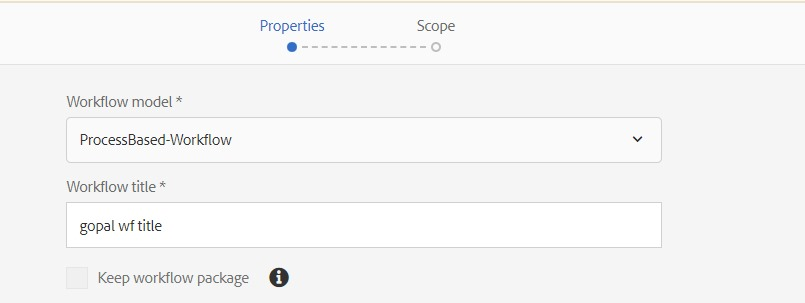 Properties Scope
Workflow model *
ProcessBased-Workflow
Workflow title *
gopal wf title
Keep workflow package